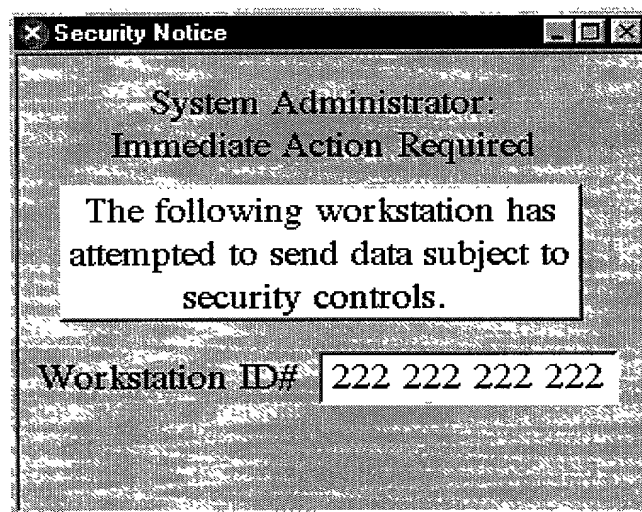 Security Notice
System Administrator:
Immediate Action Required
The following workstation has
attempted to send data subject to
security controls.
Workstation ID# 222 222 222 222